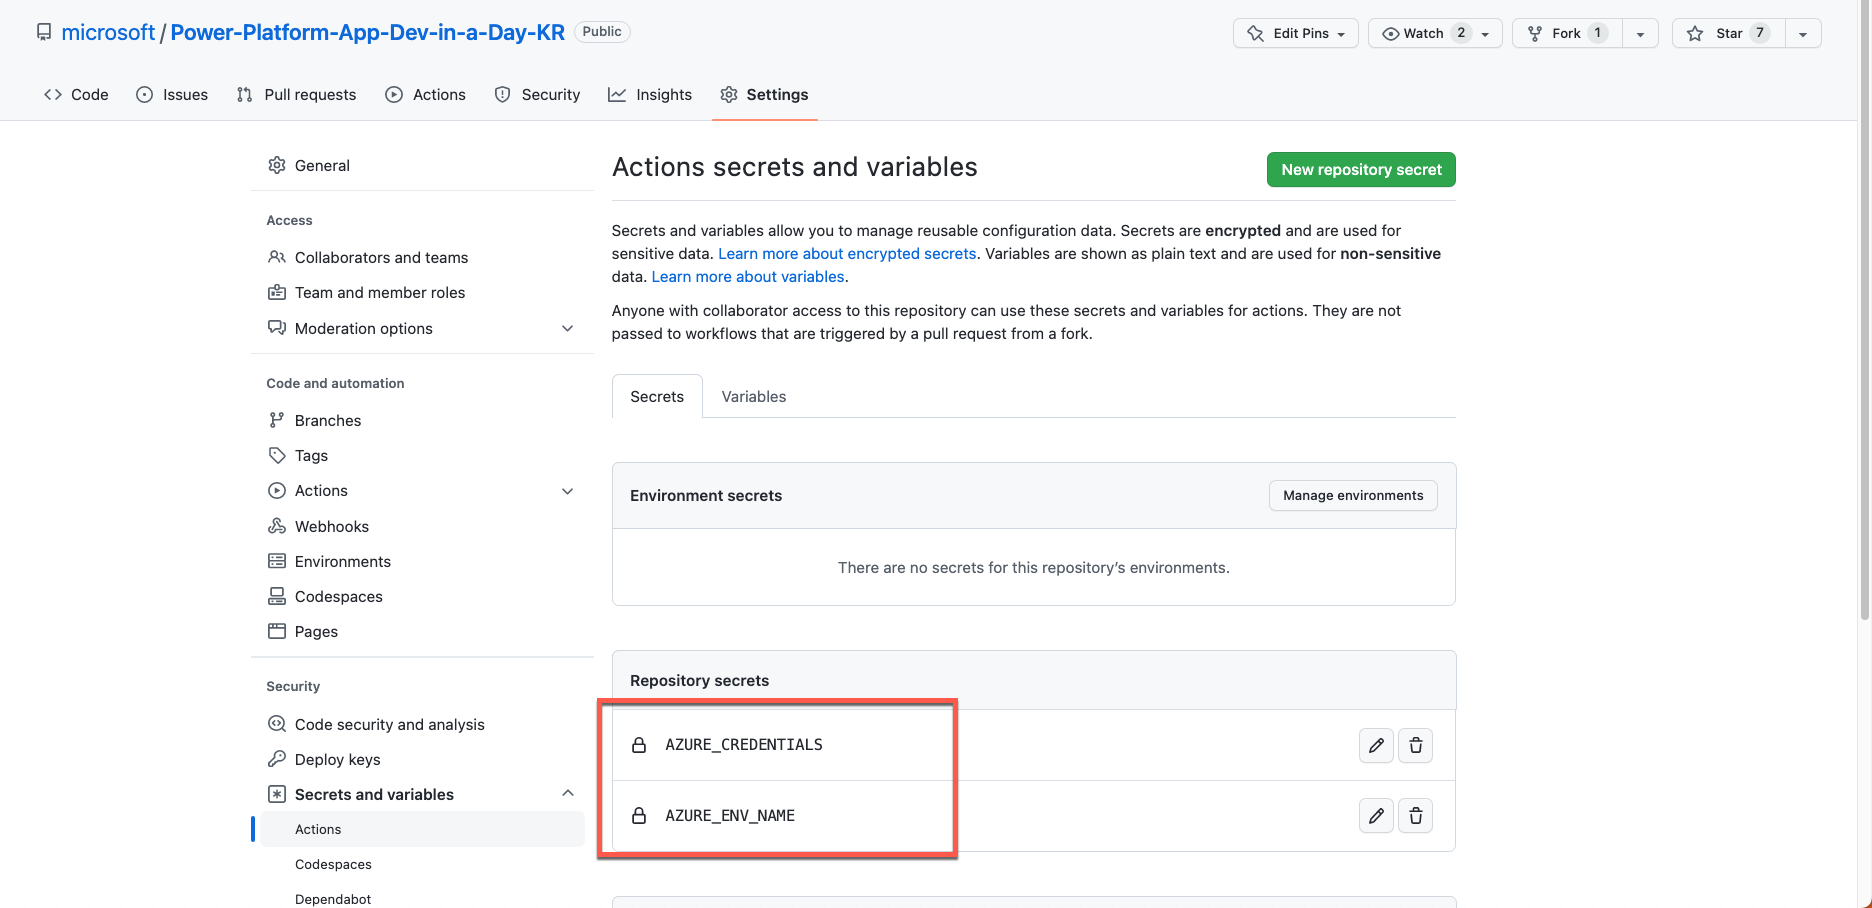 microsoft / Power-Platform-App-Dev-in-a-Day-KR Public
Edit Pins Watch 2 Fork 1 Star 7
Code Issues Pull requests Actions Security Insights Settings
General
Access
Collaborators and teams
Team and member roles
Moderation options
Code and automation
Branches
Tags
Actions
Webhooks
Environments
Codespaces
Pages
Security
Code security and analysis
Deploy keys
Secrets and variables
Actions
Codespaces
Dependabot
Actions secrets and variables
New repository secret
Secrets and variables allow you to manage reusable configuration data. Secrets are encrypted and are used for
sensitive data. Learn more about encrypted secrets. Variables are shown as plain text and are used for non-sensitive
data. Learn more about variables.
Anyone with collaborator access to this repository can use these secrets and variables for actions. They are not
passed to workflows that are triggered by a pull request from a fork.
Secrets Variables
Environment secrets
Manage environments
There are no secrets for this repository’s environments.
Repository secrets
AZURE_CREDENTIALS
AZURE_ENV_NAME